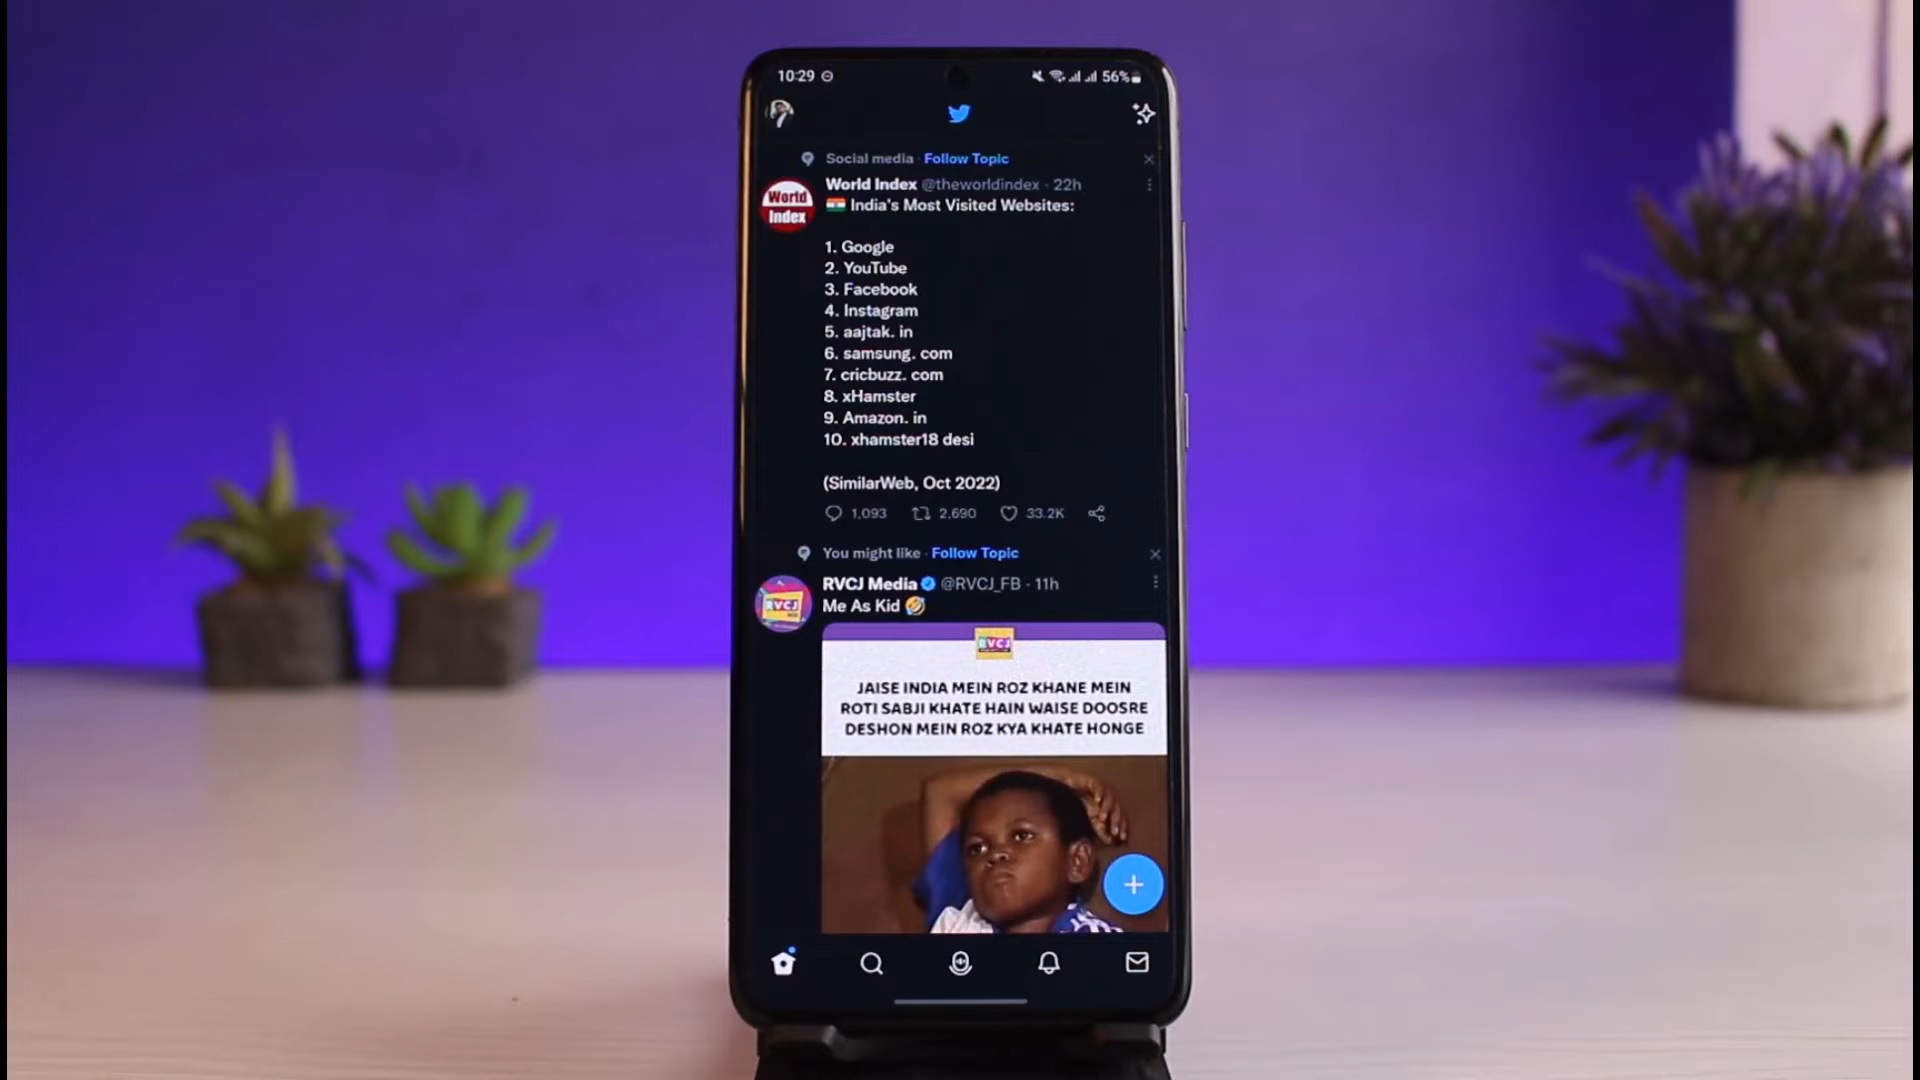 10:29
56%
Social media · Follow Topic
World Index @theworldindex · 22h
World
Index
India's Most Visited Websites:
1. Google
2. YouTube
3. Facebook
4. Instagram
5. aajtak. in
6. samsung. com
7. cricbuzz. com
8. xHamster
9. Amazon. in
10. xhamster18 desi
(SimilarWeb, Oct 2022)
1,093 2,690 33.2K
You might like · Follow Topic
RVCJ Media @RVCJ_FB · 11h
RVCJ
Me As Kid 🤣
RVCJ
JAISE INDIA MEIN ROZ KHANE MEIN
ROTI SABJI KHATE HAIN WAISE DOOSRE
DESHON MEIN ROZ KYA KHATE HONGE